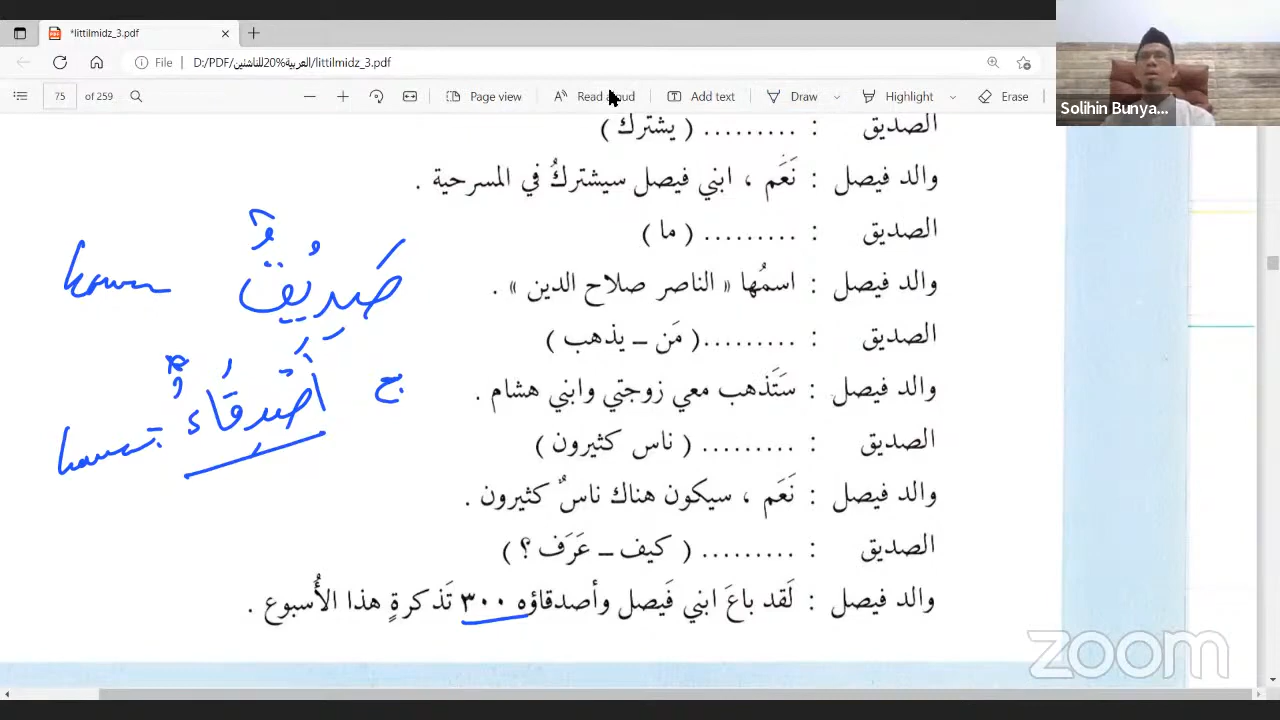 *littilmidz_3.pdf
File
D:/PDF/العربية%20للناشئين/littilmidz_3.pdf
75 of 259
Page view
Read aloud
Add text
Draw
Highlight
Erase
Solihin Bunya...
الصديق : ......... ( يشترك )
والد فيصل : نَعَم ، ابني فيصل سيشتركُ في المسرحية .
الصديق : ......... ( ما )
والد فيصل : اسمُها « الناصر صلاح الدين » .
الصديق : .........( مَن – يذهب )
والد فيصل : سَتَذهب معي زوجتي وابني هشام .
الصديق : ......... ( ناس كثيرون )
والد فيصل : نَعَم ، سيكون هناك ناسٌ كثيرون .
الصديق : ......... ( كيف – عَرَف ؟ )
والد فيصل : لَقد باعَ ابني فَيصل وأصدقاؤه ٣٠٠ تَذكرةٍ هذا الأُسبوع .
صَدِيْقٌ
kawan
ج
أَصْدِقَاءُ
zoom